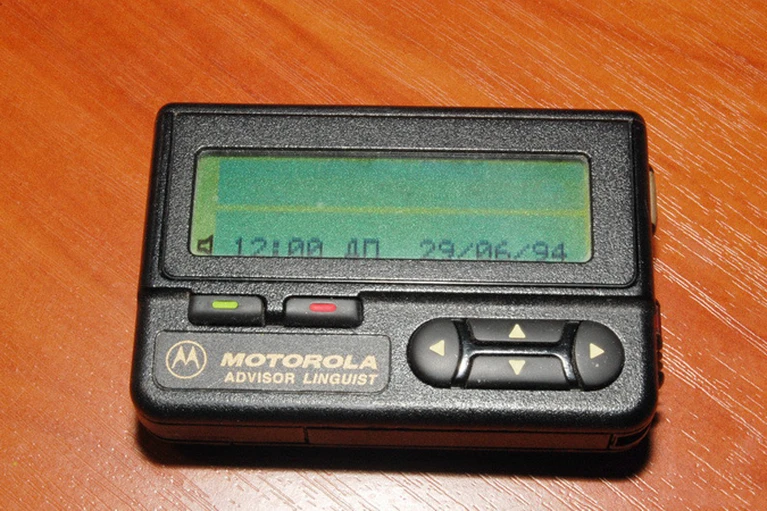 12:00 ДП 29/06/94
MOTOROLA
ADVISOR LINGUIST